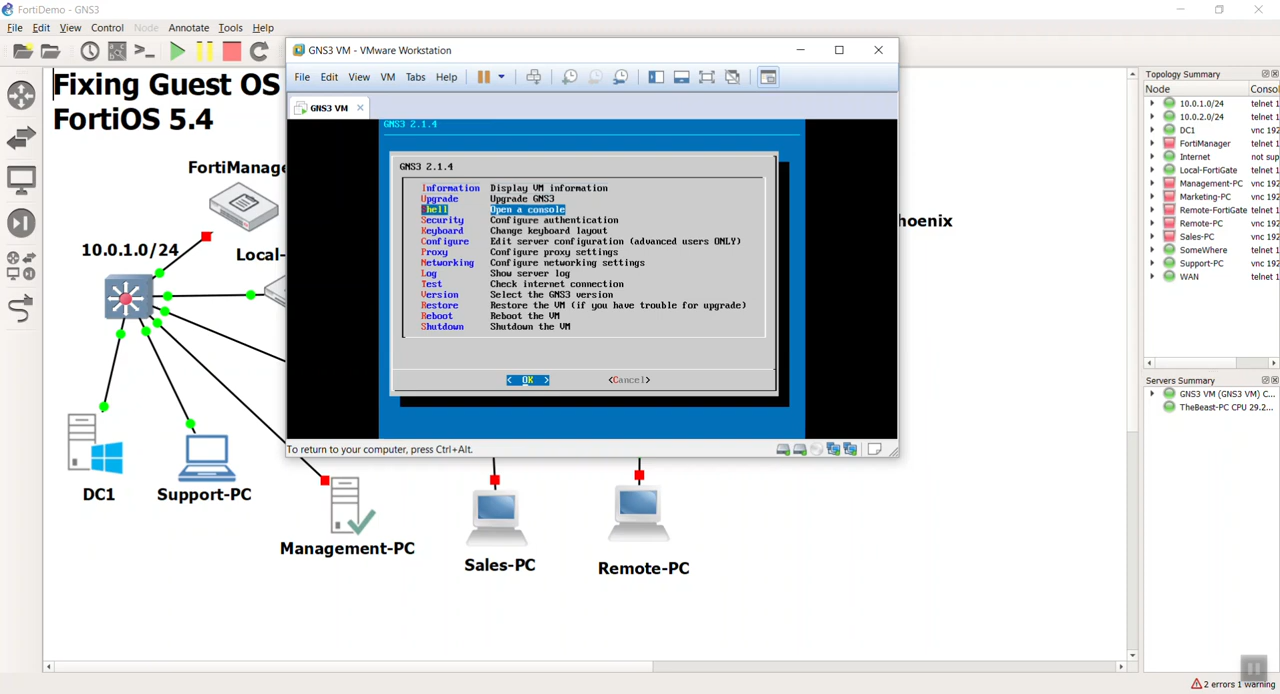 FortiDemo - GNS3
File Edit View Control Node Annotate Tools Help
Fixing Guest OS
FortiOS 5.4
FortiManage
10.0.1.0/24
Local-
hoenix
DC1
Support-PC
Management-PC
Sales-PC
Remote-PC
GNS3 VM - VMware Workstation
File Edit View VM Tabs Help
GNS3 VM
GNS3 2.1.4
GNS3 2.1.4
Information Display VM information
Upgrade Upgrade GNS3
Shell Open a console
Security Configure authentication
Keyboard Change keyboard layout
Configure Edit server configuration (advanced users ONLY)
Proxy Configure proxy settings
Networking Configure networking settings
Log Show server log
Test Check internet connection
Version Select the GNS3 version
Restore Restore the VM (if you have trouble for upgrade)
Reboot Reboot the VM
Shutdown Shutdown the VM
< OK > <Cancel>
To return to your computer, press Ctrl+Alt.
Topology Summary
Node Consol
10.0.1.0/24 telnet 1
10.0.2.0/24 telnet 1
DC1 vnc 192
FortiManager telnet 1
Internet not sup
Local-FortiGate telnet 1
Management-PC vnc 192
Marketing-PC vnc 192
Remote-FortiGate telnet 1
Remote-PC vnc 192
Sales-PC vnc 192
SomeWhere telnet 1
Support-PC vnc 192
WAN telnet 1
Servers Summary
GNS3 VM (GNS3 VM) C...
TheBeast-PC CPU 29.2...
2 errors 1 warning